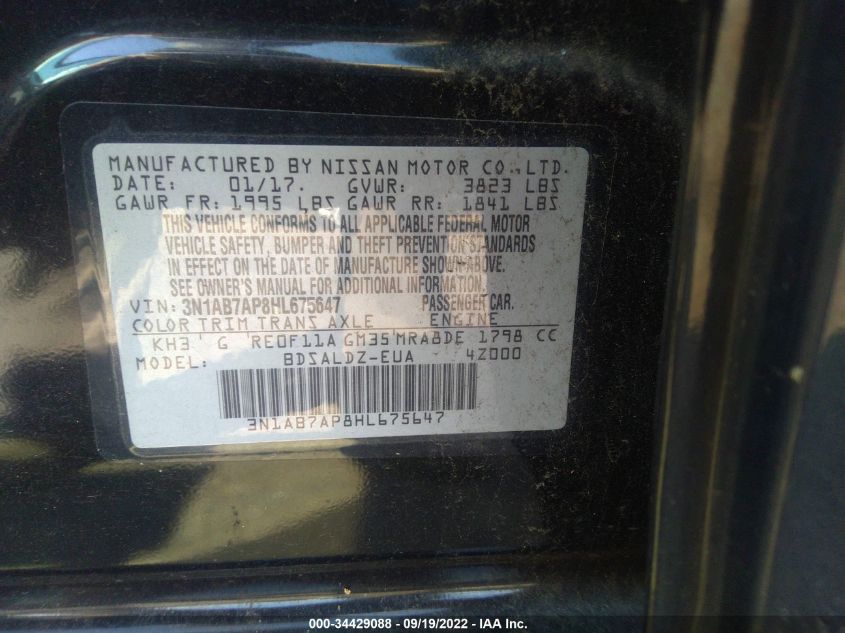 MANUFACTURED BY NISSAN MOTOR CO., LTD.
DATE: 01/17. GVWR: 3823 LBS
GAWR FR: 1995 LBS GAWR RR: 1841 LBS
THIS VEHICLE CONFORMS TO ALL APPLICABLE FEDERAL MOTOR
VEHICLE SAFETY, BUMPER AND THEFT PREVENTION STANDARDS
IN EFFECT ON THE DATE OF MANUFACTURE SHOWN ABOVE.
SEE OWNER'S MANUAL FOR ADDITIONAL INFORMATION.
VIN: 3N1AB7AP8HL675647 PASSENGER CAR.
COLOR TRIM TRANS AXLE ENGINE
KH3 G RE0F11A GM35 MRA8DE 1798 CC
MODEL: BDSALDZ-EUA 4Z000
3N1AB7AP8HL675647
000-34429088 - 09/19/2022 - IAA Inc.